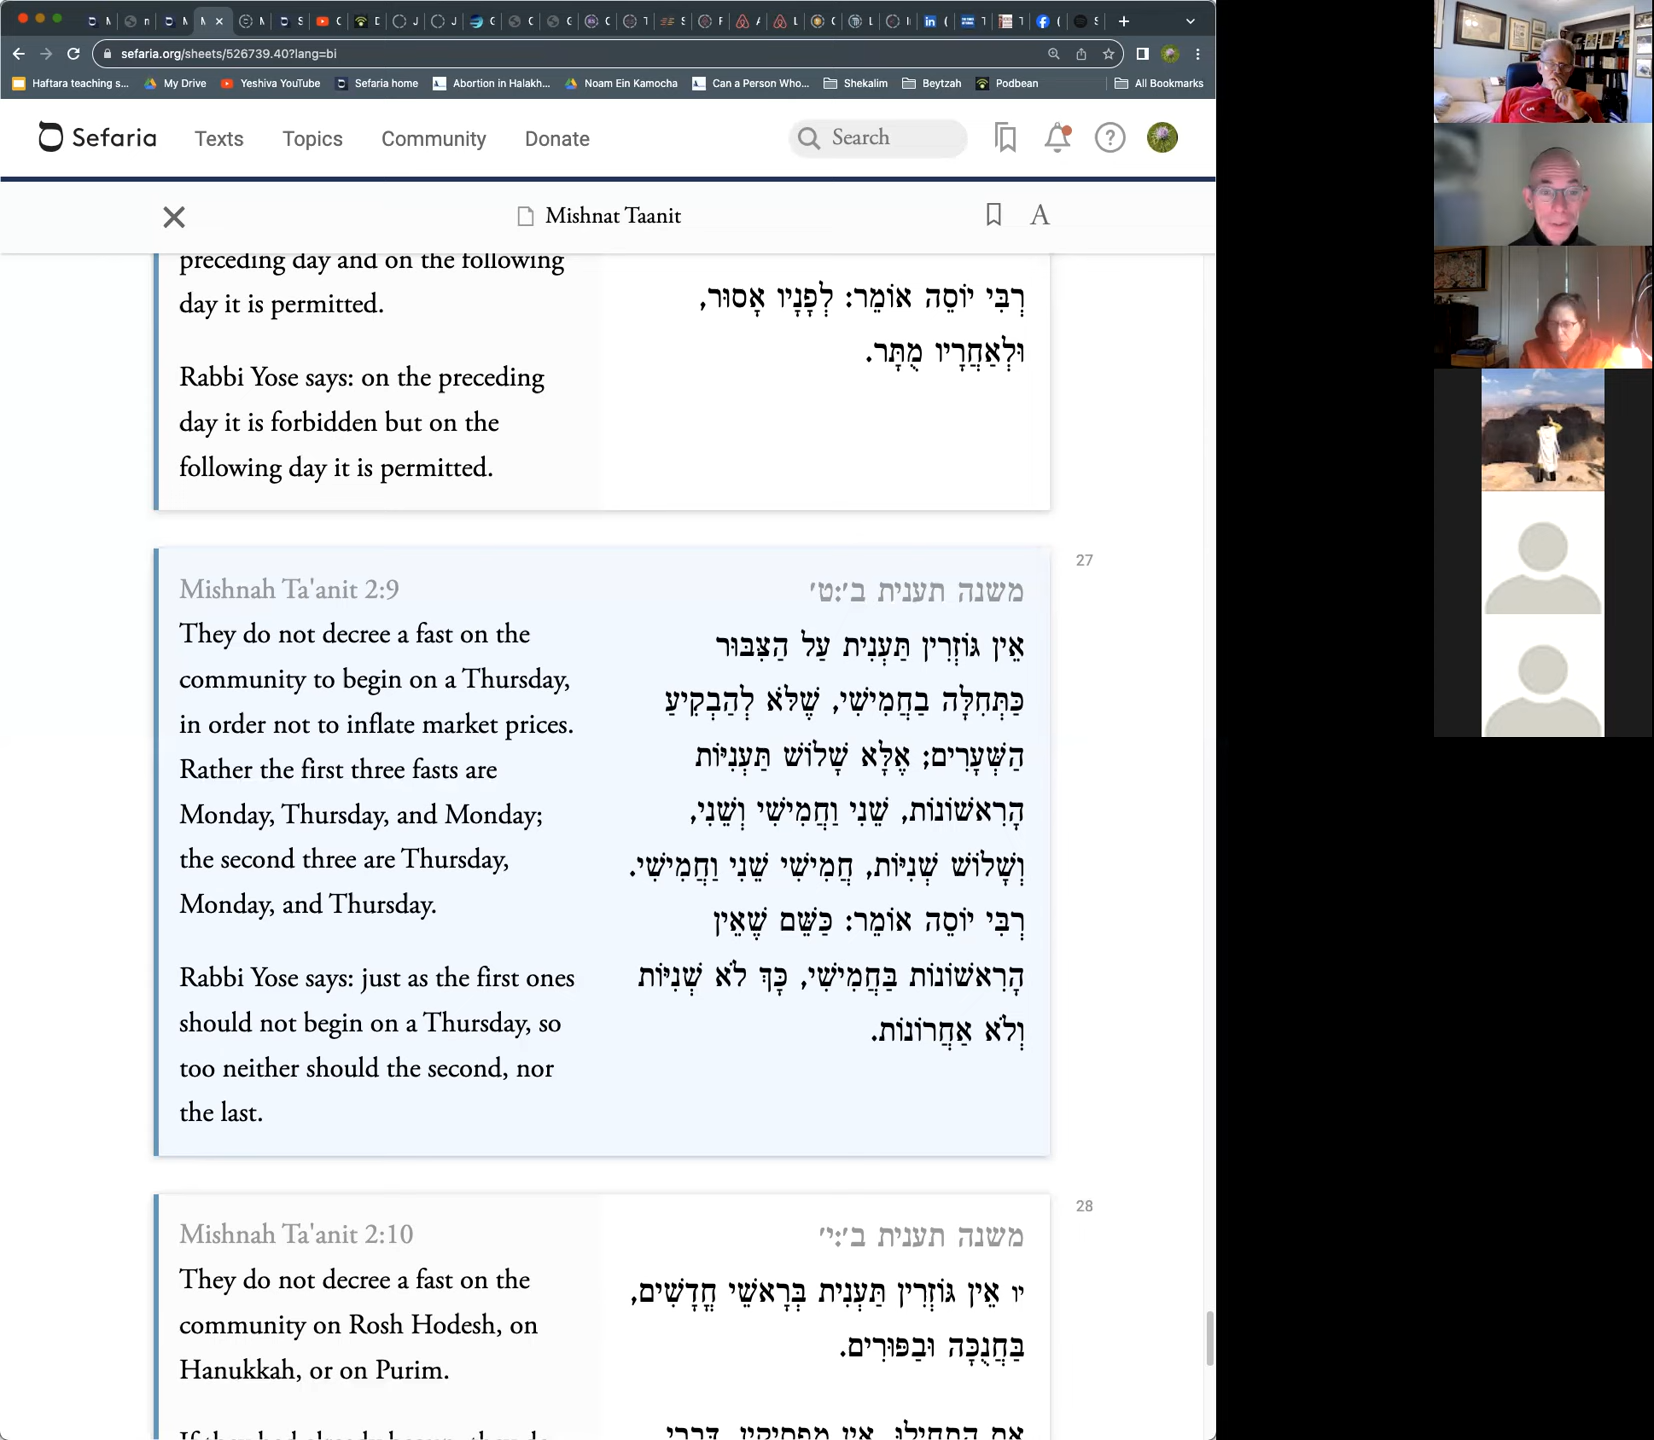 sefaria.org/sheets/526739.40?lang=bi
Haftara teaching s...
My Drive
Yeshiva YouTube
Sefaria home
Abortion in Halakh...
Noam Ein Kamocha
Can a Person Who...
Shekalim
Beytzah
Podbean
All Bookmarks
Sefaria
Texts
Topics
Community
Donate
Search
Mishnat Taanit
A
preceding day and on the following
day it is permitted.
Rabbi Yose says: on the preceding
day it is forbidden but on the
following day it is permitted.
רְבִּי יוֹסֵה אוֹמֵר: לְפָנָיו אָסוּר,
וּלְאַחֲרָיו מֻתָּר.
27
Mishnah Ta'anit 2:9
They do not decree a fast on the
community to begin on a Thursday,
in order not to inflate market prices.
Rather the first three fasts are
Monday, Thursday, and Monday;
the second three are Thursday,
Monday, and Thursday.
Rabbi Yose says: just as the first ones
should not begin on a Thursday, so
too neither should the second, nor
the last.
משנה תענית ב׳:ט׳
אֵין גּוֹזְרִין תַּעְנִית עַל הַצִּבּוּר
כַּתְּחִלָּה בַחֲמִישִׁי, שֶׁלֹּא לְהַבְקִיעַ
הַשְּׁעָרִים; אֶלָּא שָׁלוֹשׁ תַּעְנִיּוֹת
הָרִאשׁוֹנוֹת, שֵׁנִי וַחֲמִישִׁי וְשֵׁנִי,
וְשָׁלוֹשׁ שְׁנִיּוֹת, חֲמִישִׁי שֵׁנִי וַחֲמִישִׁי.
רְבִּי יוֹסֵה אוֹמֵר: כַּשֵּׁם שֶׁאֵין
הָרִאשׁוֹנוֹת בַּחֲמִישִׁי, כָּךְ לֹא שְׁנִיּוֹת
וְלֹא אַחֲרוֹנוֹת.
28
Mishnah Ta'anit 2:10
They do not decree a fast on the
community on Rosh Hodesh, on
Hanukkah, or on Purim.
משנה תענית ב׳:י׳
יו אֵין גּוֹזְרִין תַּעְנִית בְּרָאשֵׁי חֳדָשִׁים,
בַּחֲנֻכָּה וּבַפּוּרִים.